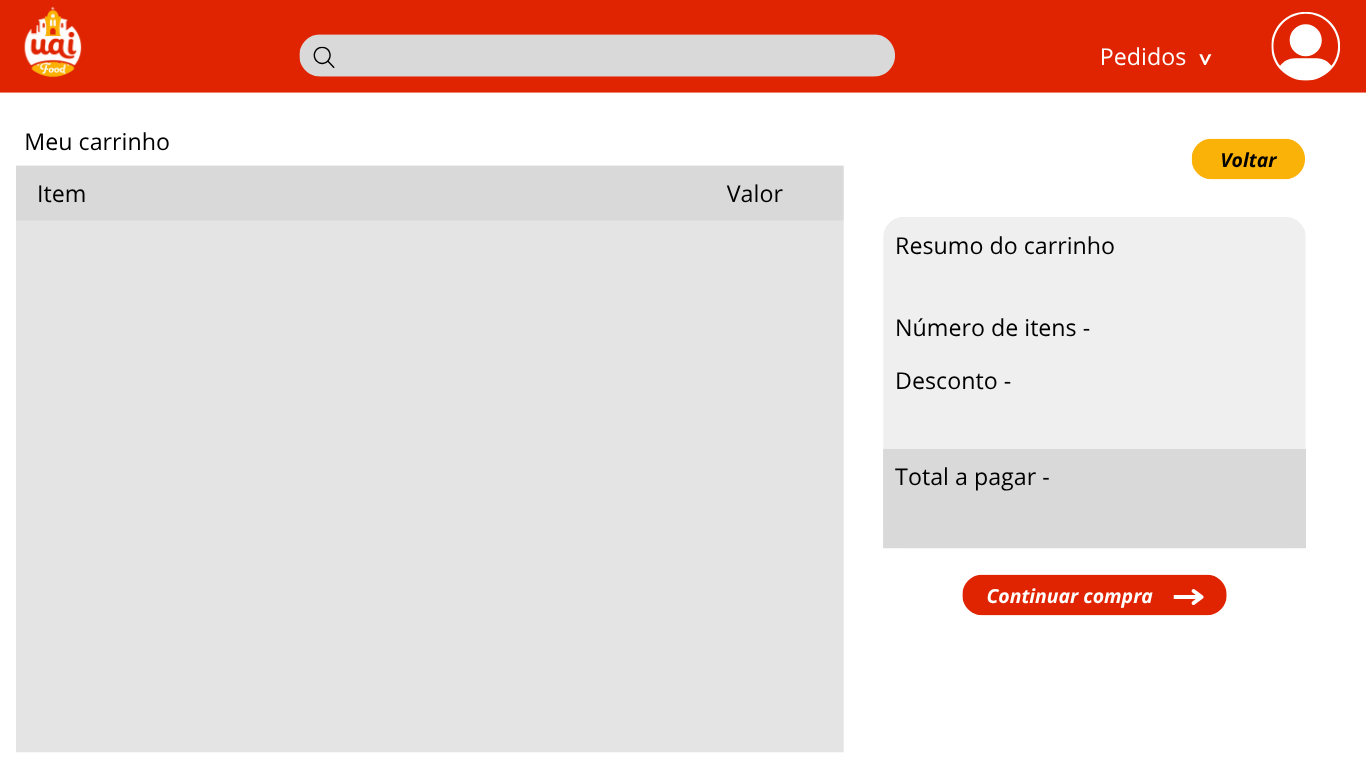 uai
Food
Pedidos v
Meu carrinho
Voltar
Item Valor
Resumo do carrinho
Número de itens -
Desconto -
Total a pagar -
Continuar compra